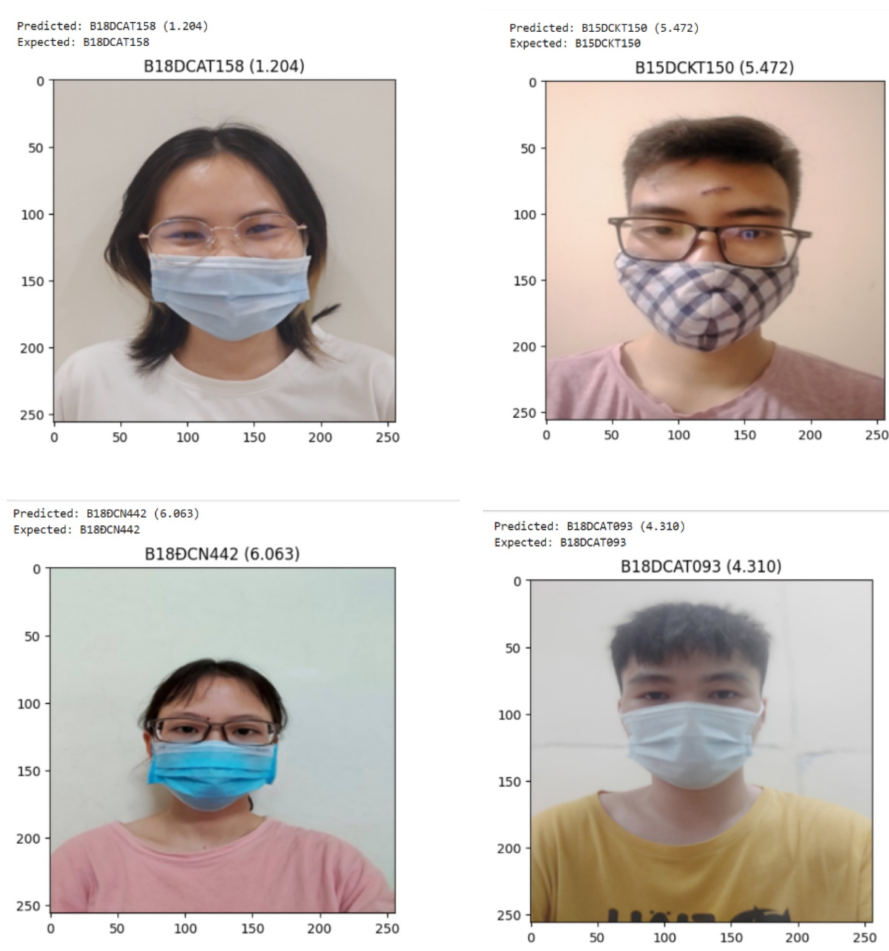 Predicted: B18DCAT158 (1.204)
Expected: B18DCAT158
B18DCAT158 (1.204)
0
50
100
150
200
250
0 50 100 150 200 250
Predicted: B15DCKT150 (5.472)
Expected: B15DCKT150
B15DCKT150 (5.472)
0
50
100
150
200
250
0 50 100 150 200 250
Predicted: B18ĐCN442 (6.063)
Expected: B18ĐCN442
B18ĐCN442 (6.063)
0
50
100
150
200
250
0 50 100 150 200 250
Predicted: B18DCAT093 (4.310)
Expected: B18DCAT093
B18DCAT093 (4.310)
0
50
100
150
200
250
0 50 100 150 200 250